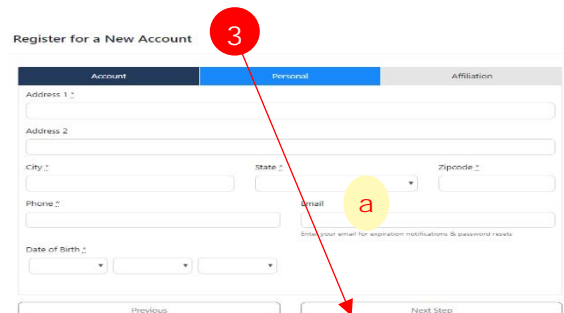 3
Register for a New Account
Account Personal Affiliation
Address 1 *
Address 2
City * State * Zipcode *
Phone * Email
a
Enter your email for expiration notifications & password resets
Date of Birth *
Previous Next Step